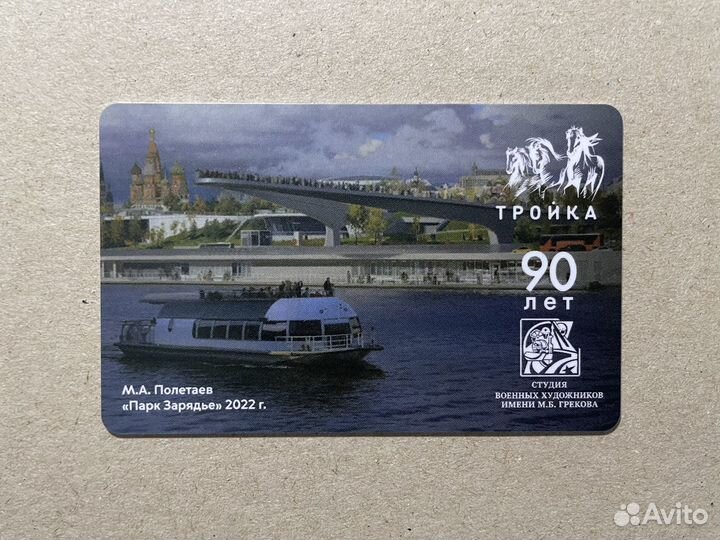 ТРОЙКА
90
лет
СТУДИЯ
ВОЕННЫХ ХУДОЖНИКОВ
ИМЕНИ М.Б. ГРЕКОВА
М.А. Полетаев
«Парк Зарядье» 2022 г.
Avito